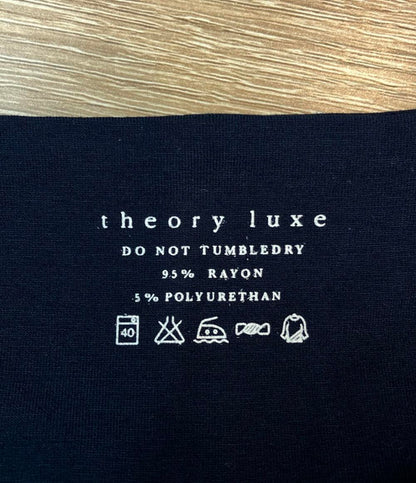 theory luxe
DO NOT TUMBLEDRY
95% RAYON
5% POLYURETHAN
40